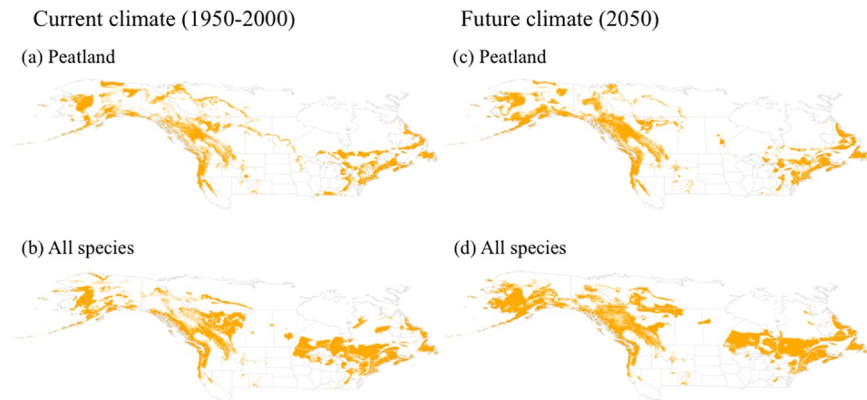 Current climate (1950-2000)
Future climate (2050)
(a) Peatland
(c) Peatland
(b) All species
(d) All species